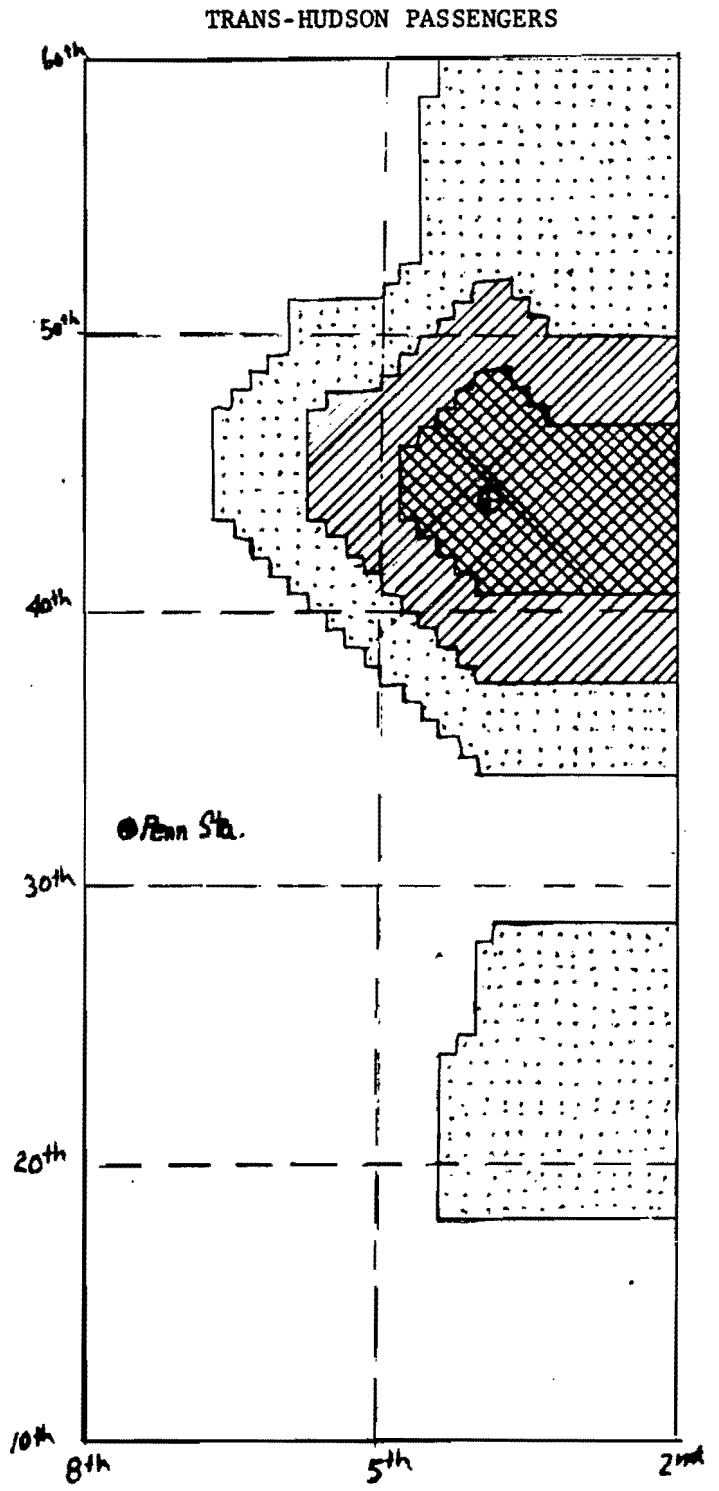 TRANS-HUDSON PASSENGERS
60th
50th
40th
Penn Sta.
30th
20th
10th
8th
5th
2nd